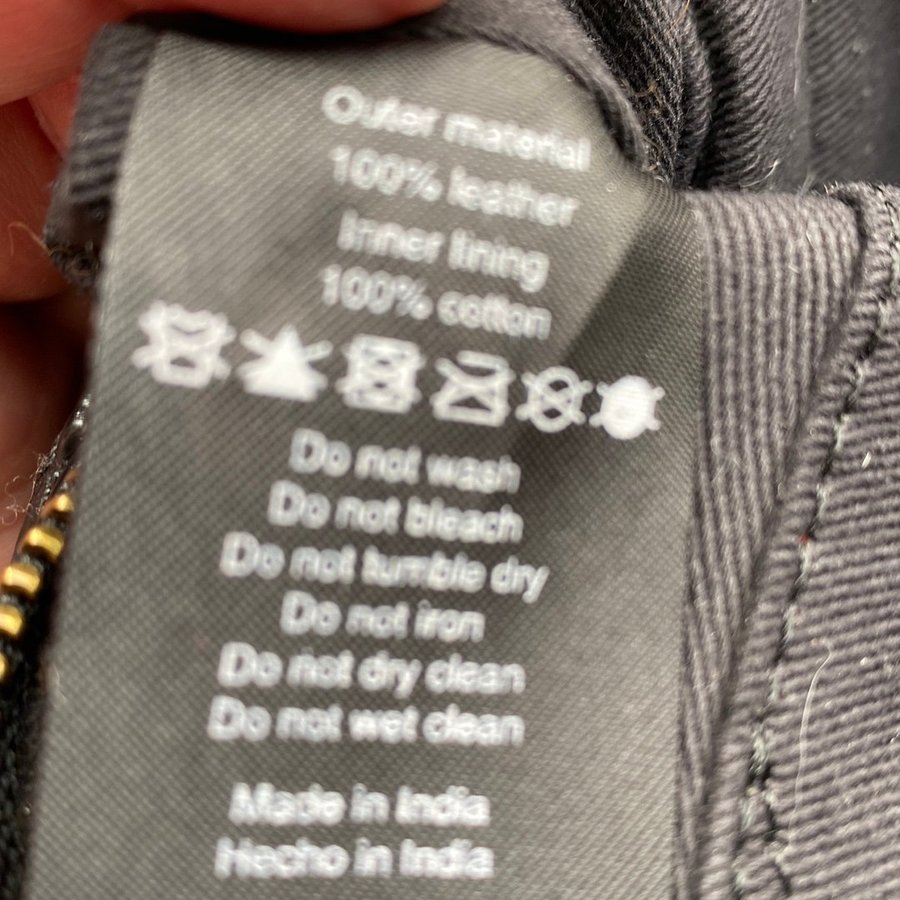 Outer material
100% leather
Inner lining
100% cotton
Do not wash
Do not bleach
Do not tumble dry
Do not iron
Do not dry clean
Do not wet clean
Made in India
Hecho in India